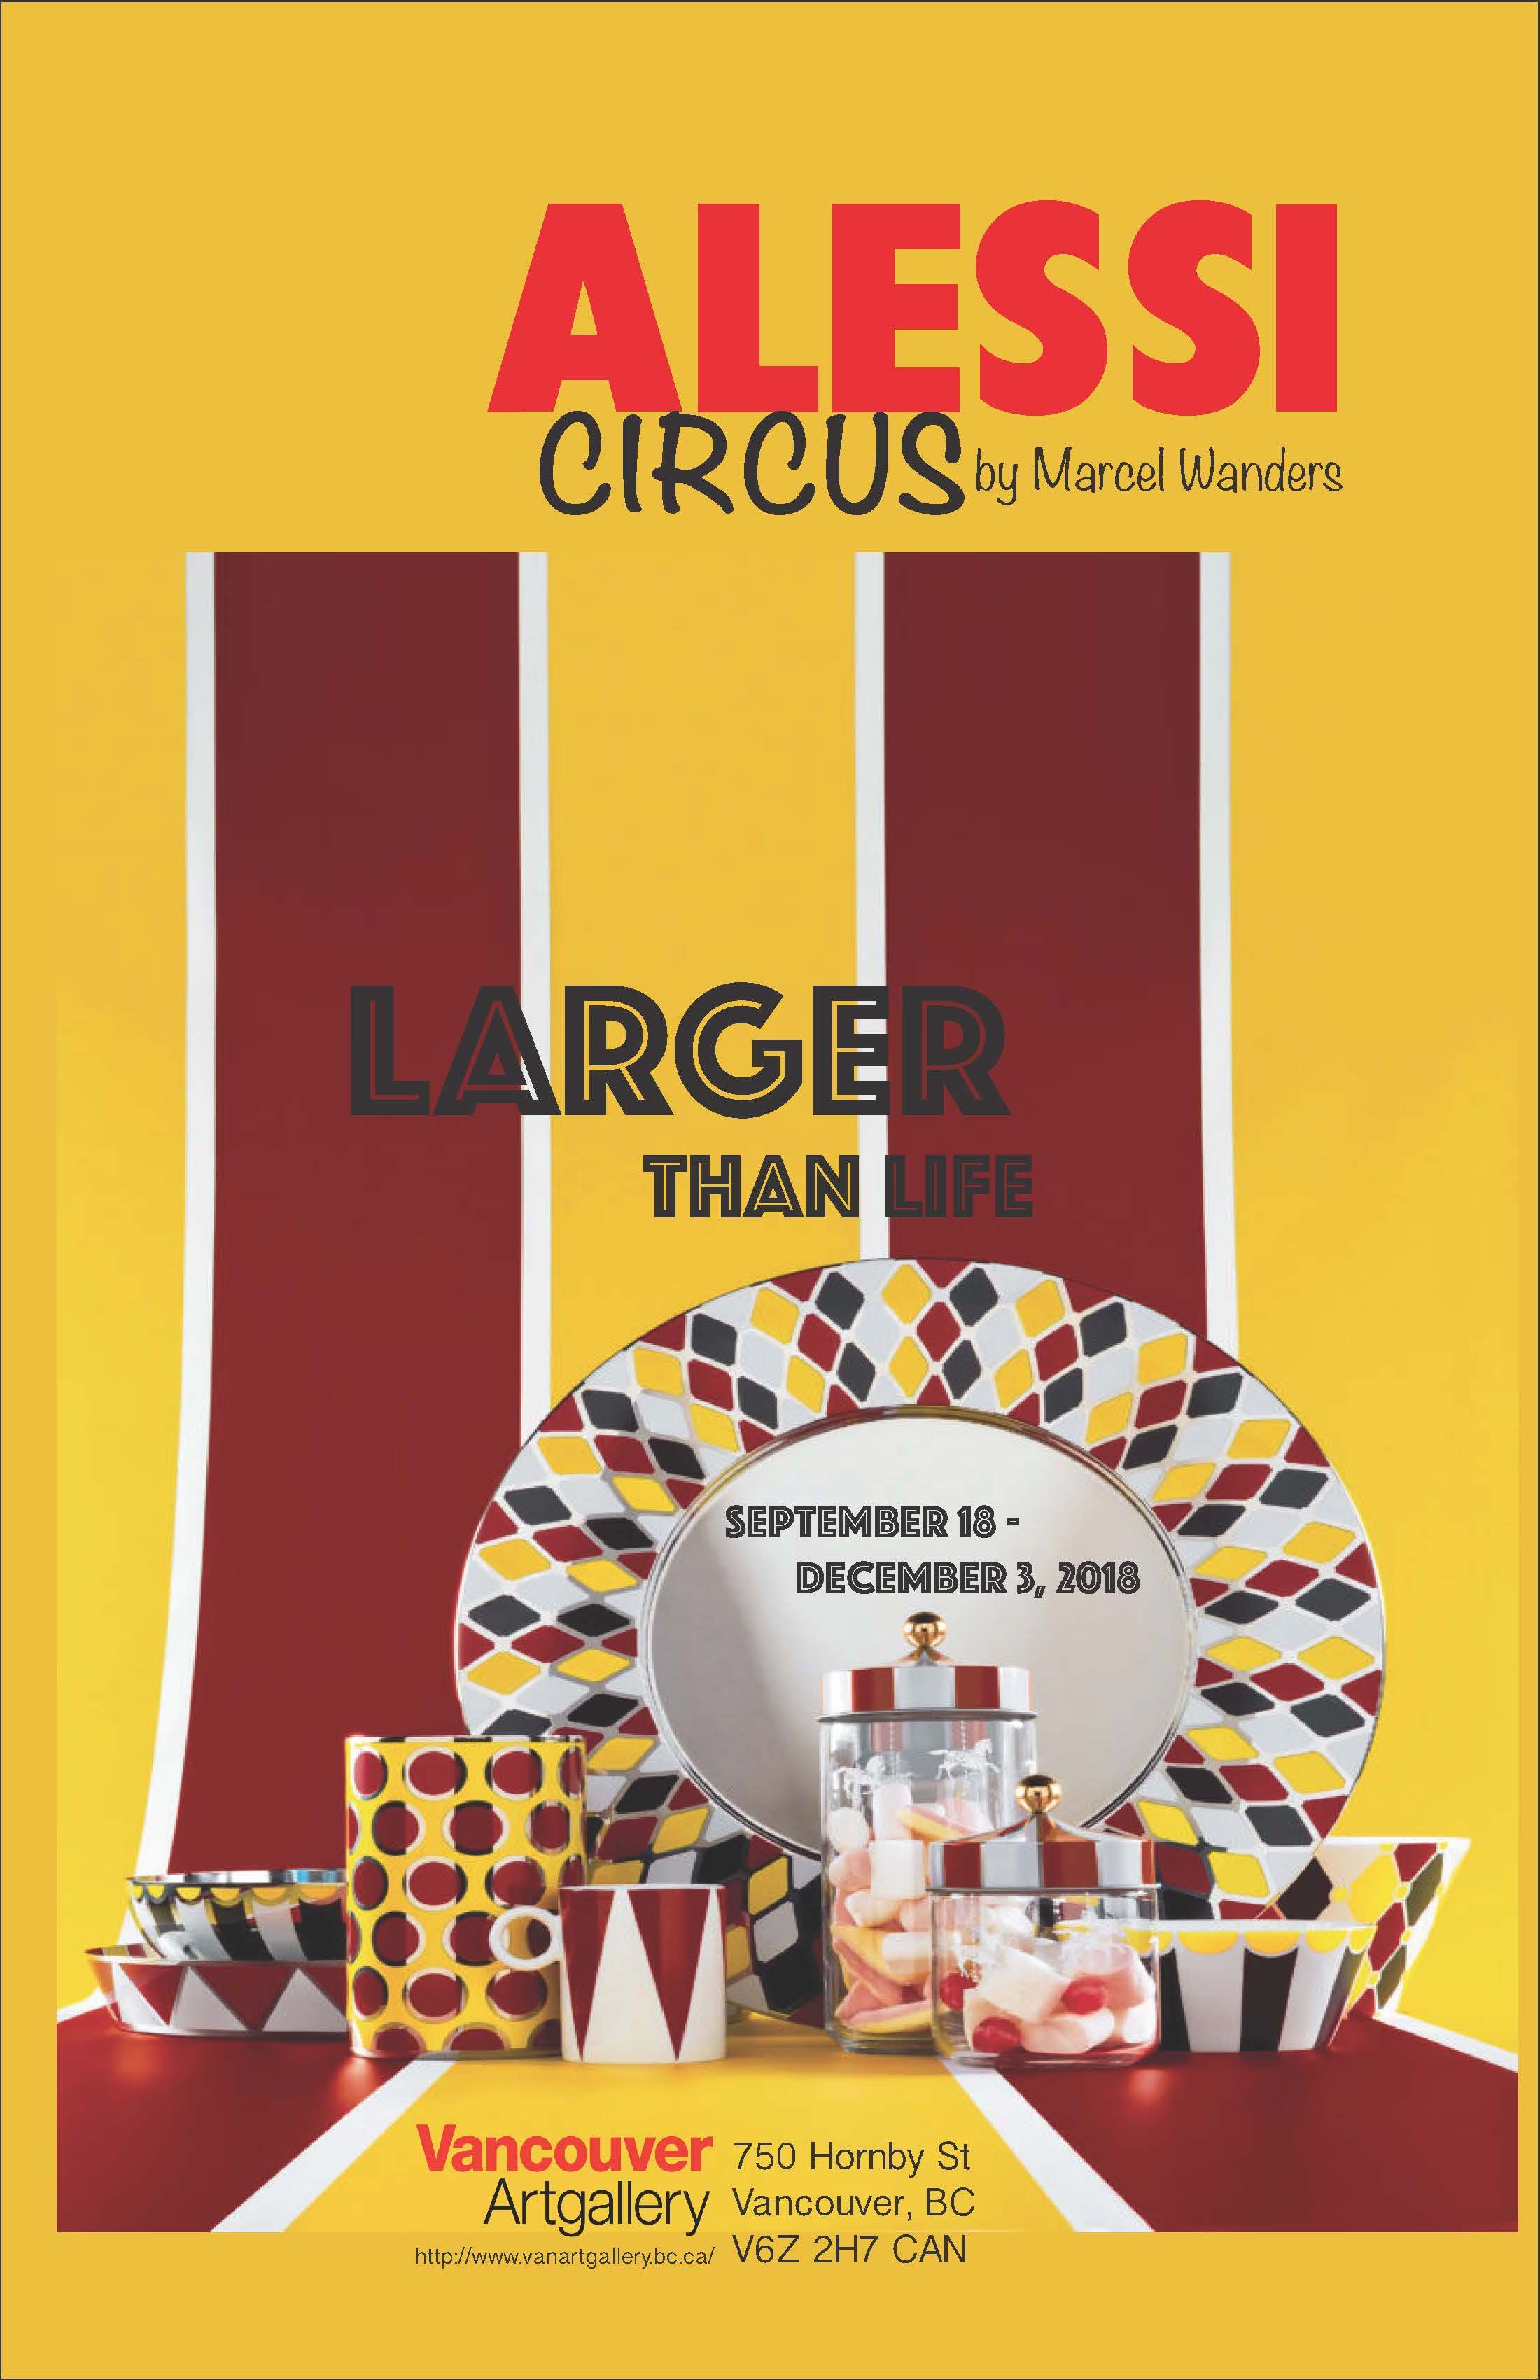 ALESSI
CIRCUS by Marcel Wanders
LARGER
THAN LIFE
SEPTEMBER 18 -
DECEMBER 3, 2018
Vancouver
Artgallery
http://www.vanartgallery.bc.ca/
750 Hornby St
Vancouver, BC
V6Z 2H7 CAN